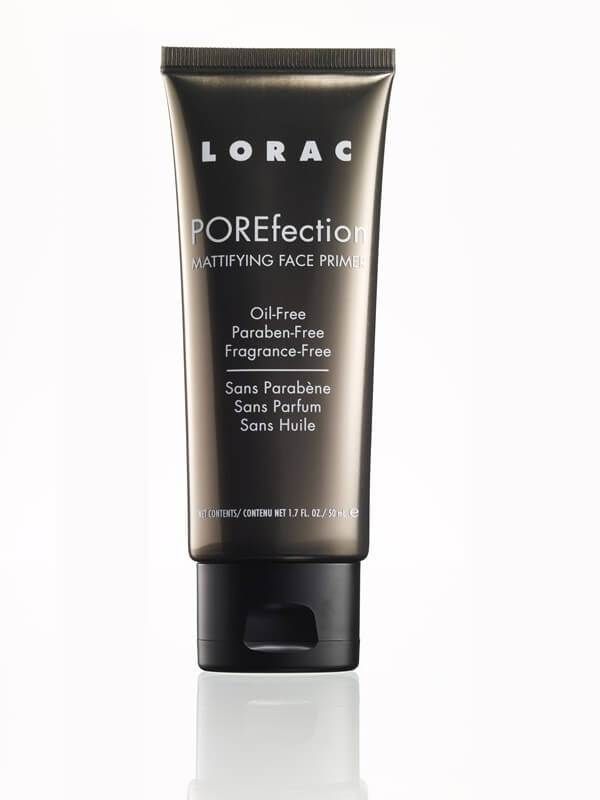 LORAC
POREfection
MATTIFYING FACE PRIMER
Oil-Free
Paraben-Free
Fragrance-Free
Sans Parabène
Sans Parfum
Sans Huile
NET CONTENTS/ CONTENU NET 1.7 FL. OZ./ 50 mL ℮